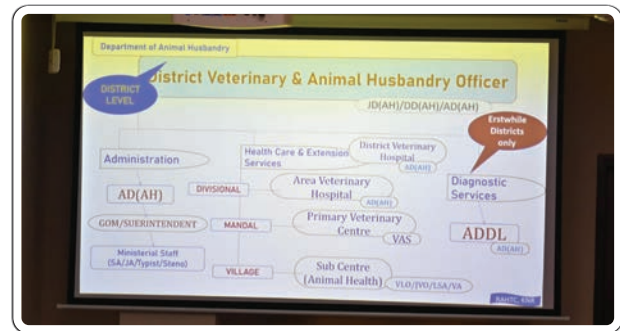 Department of Animal Husbandry
District Veterinary & Animal Husbandry Officer
DISTRICT
LEVEL
JD(AH)/DD(AH)/AD(AH)
Erstwhile
Districts
only
Administration
AD(AH)
GOM/SUERINTENDENT
Ministerial Staff
(SA/JA/Typist/Steno)
Health Care & Extension
Services
District Veterinary
Hospital
AD(AH)
DIVISIONAL
Area Veterinary
Hospital
AD(AH)
MANDAL
Primary Veterinary
Centre
VAS
VILLAGE
Sub Centre
(Animal Health)
VLO/JVO/LSA/VA
Diagnostic
Services
ADDL
AD(AH)
RAHTC, KNR